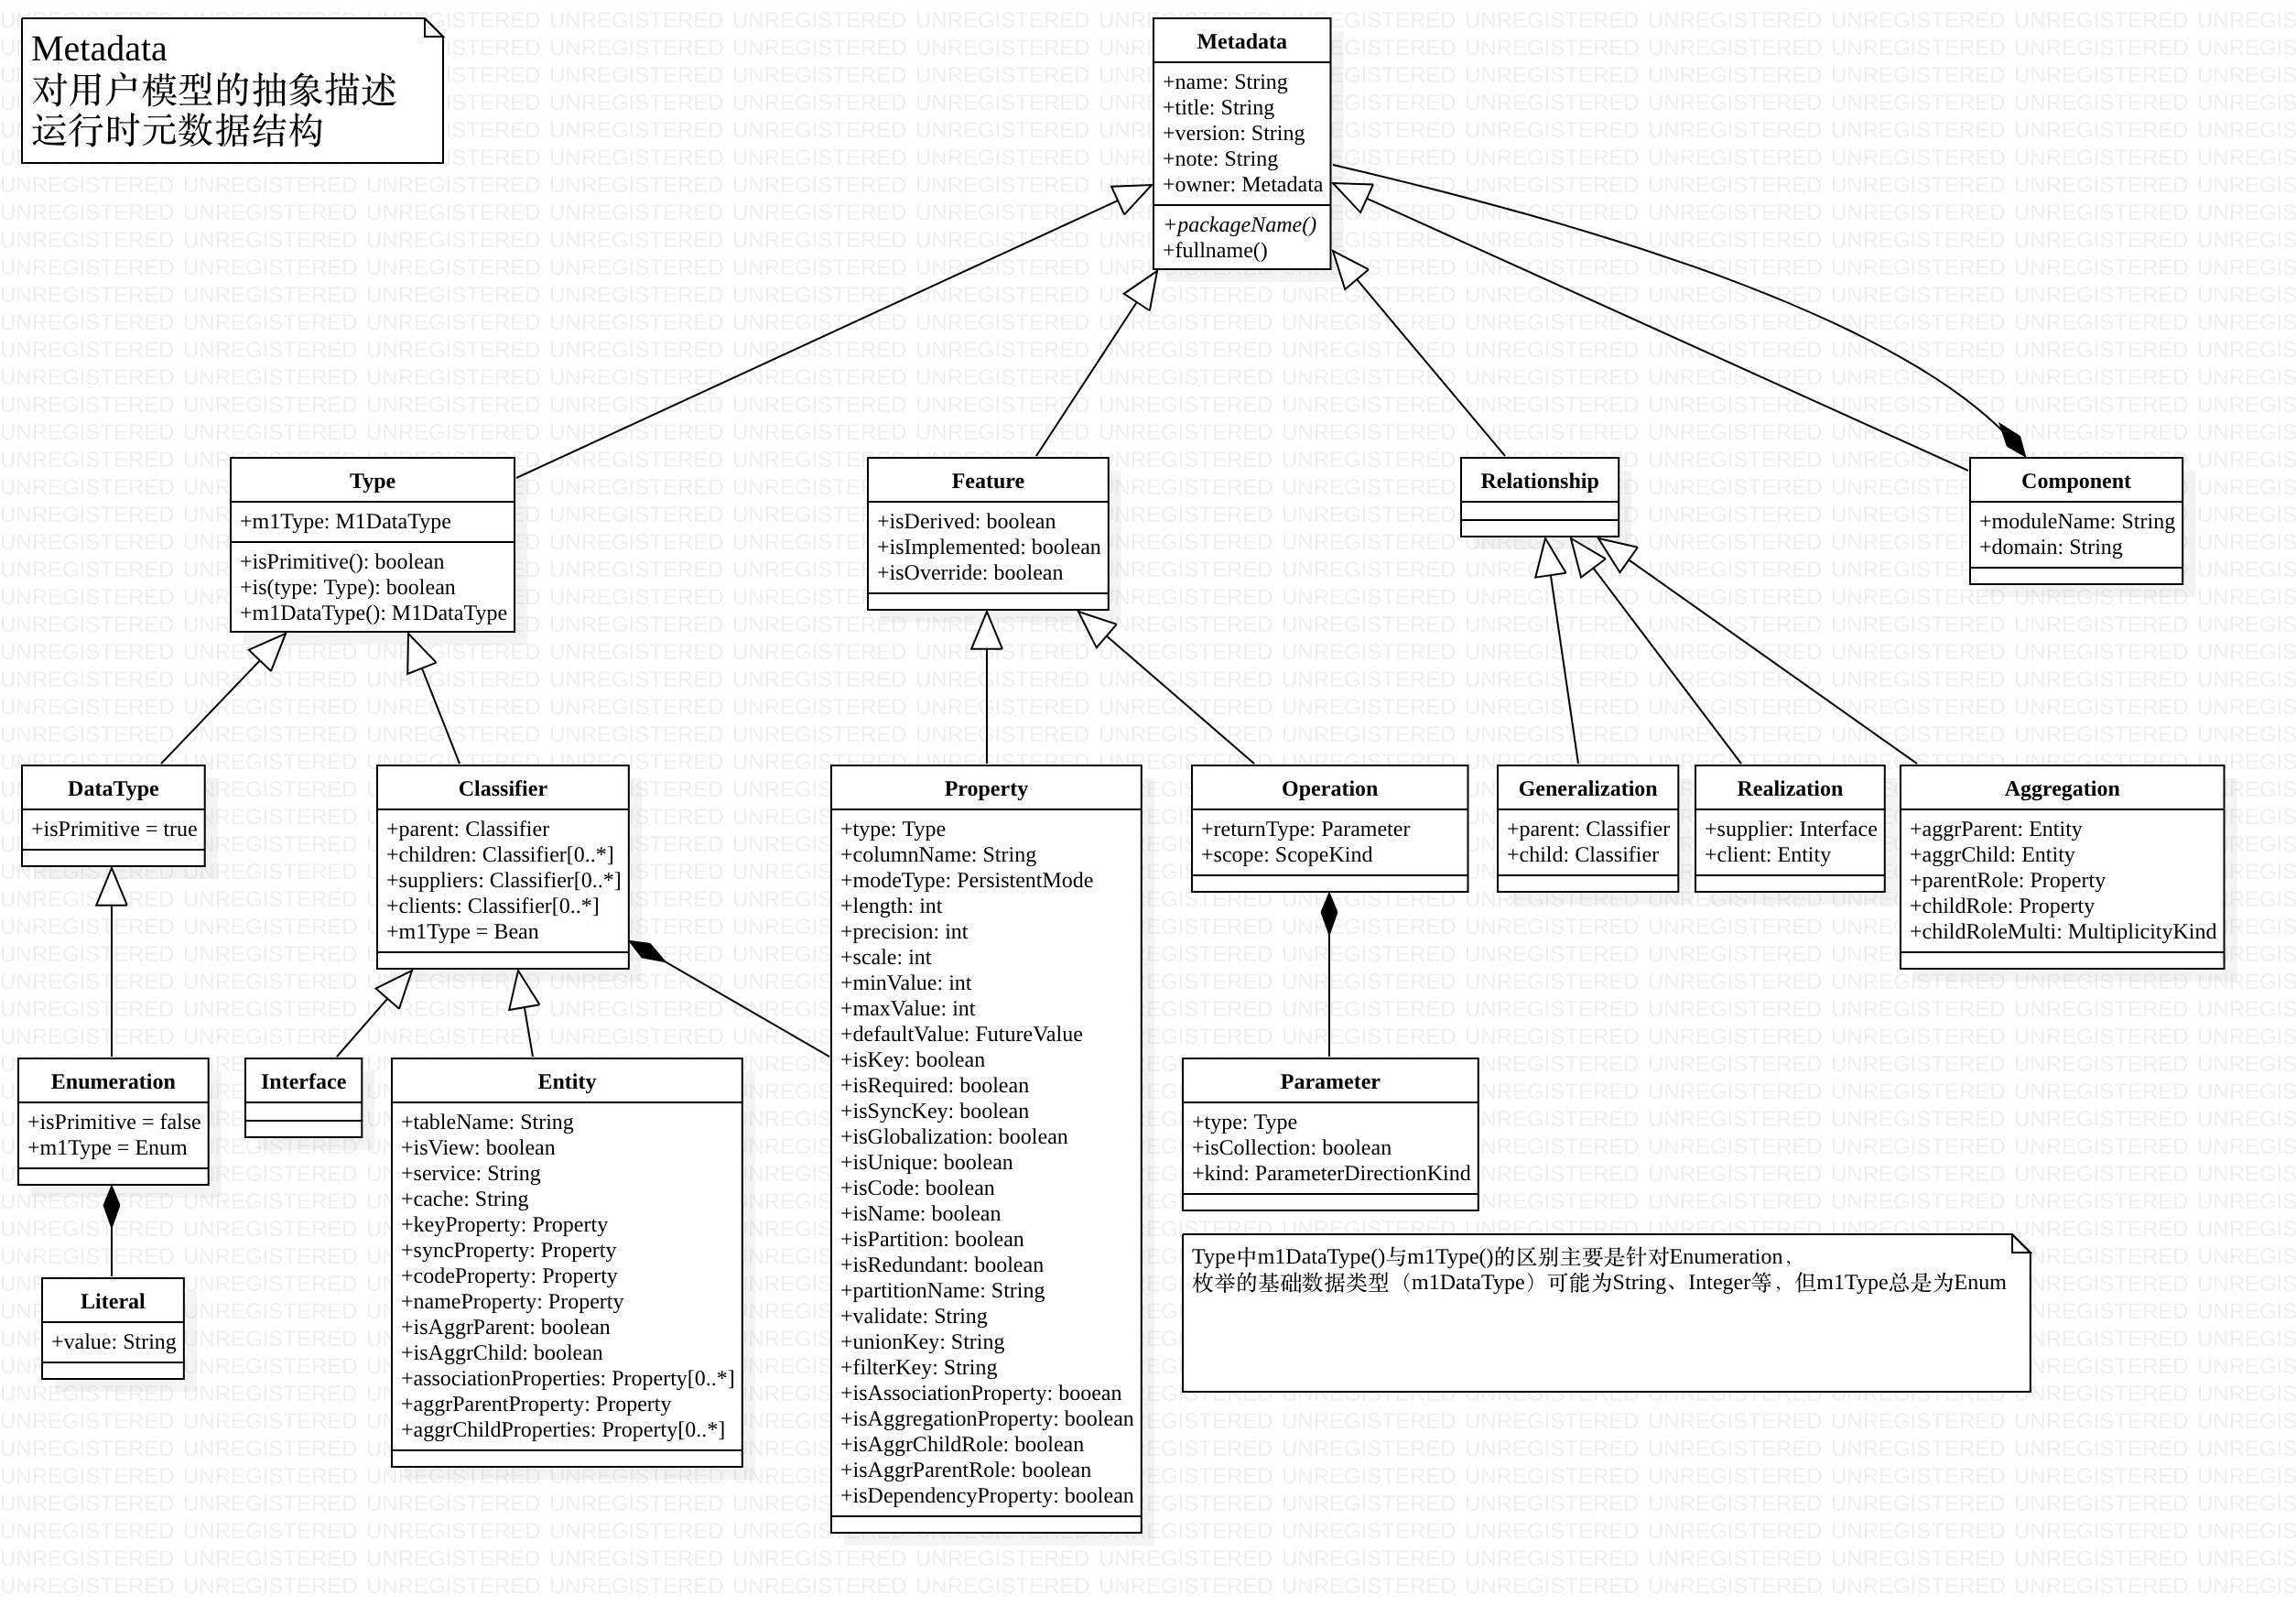 Metadata
对用户模型的抽象描述
运行时元数据结构
Metadata
+name: String
+title: String
+version: String
+note: String
+owner: Metadata
+packageName()
+fullname()
Type
+m1Type: M1DataType
+isPrimitive(): boolean
+is(type: Type): boolean
+m1DataType(): M1DataType
Feature
+isDerived: boolean
+isImplemented: boolean
+isOverride: boolean
Relationship
Component
+moduleName: String
+domain: String
DataType
+isPrimitive = true
Classifier
+parent: Classifier
+children: Classifier[0..*]
+suppliers: Classifier[0..*]
+clients: Classifier[0..*]
+m1Type = Bean
Property
+type: Type
+columnName: String
+modeType: PersistentMode
+length: int
+precision: int
+scale: int
+minValue: int
+maxValue: int
+defaultValue: FutureValue
+isKey: boolean
+isRequired: boolean
+isSyncKey: boolean
+isGlobalization: boolean
+isUnique: boolean
+isCode: boolean
+isName: boolean
+isPartition: boolean
+isRedundant: boolean
+partitionName: String
+validate: String
+unionKey: String
+filterKey: String
+isAssociationProperty: booean
+isAggregationProperty: boolean
+isAggrChildRole: boolean
+isAggrParentRole: boolean
+isDependencyProperty: boolean
Operation
+returnType: Parameter
+scope: ScopeKind
Generalization
+parent: Classifier
+child: Classifier
Realization
+supplier: Interface
+client: Entity
Aggregation
+aggrParent: Entity
+aggrChild: Entity
+parentRole: Property
+childRole: Property
+childRoleMulti: MultiplicityKind
Enumeration
+isPrimitive = false
+m1Type = Enum
Interface
Entity
+tableName: String
+isView: boolean
+service: String
+cache: String
+keyProperty: Property
+syncProperty: Property
+codeProperty: Property
+nameProperty: Property
+isAggrParent: boolean
+isAggrChild: boolean
+associationProperties: Property[0..*]
+aggrParentProperty: Property
+aggrChildProperties: Property[0..*]
Parameter
+type: Type
+isCollection: boolean
+kind: ParameterDirectionKind
Literal
+value: String
Type中m1DataType()与m1Type()的区别主要是针对Enumeration，
枚举的基础数据类型（m1DataType）可能为String、Integer等，但m1Type总是为Enum